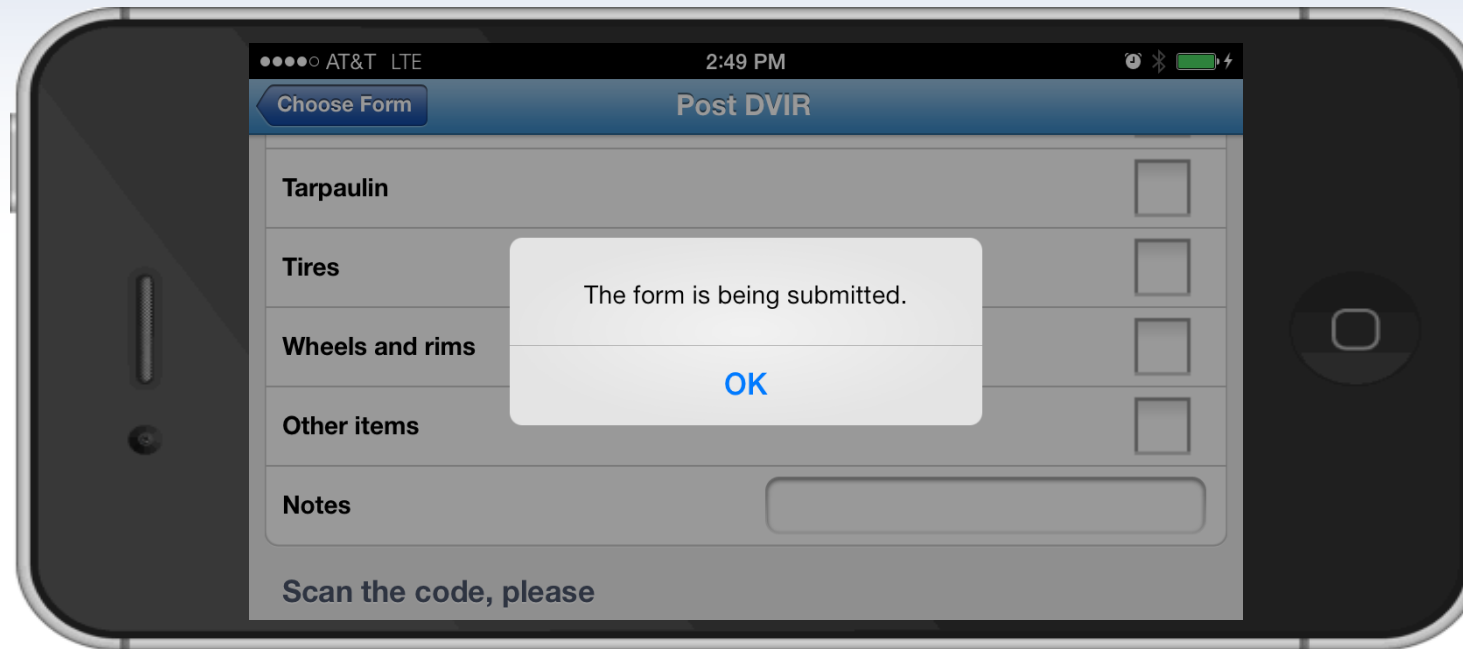 AT&T LTE
2:49 PM
Choose Form
Post DVIR
Tarpaulin
Tires
The form is being submitted.
Wheels and rims
OK
Other items
Notes
Scan the code, please